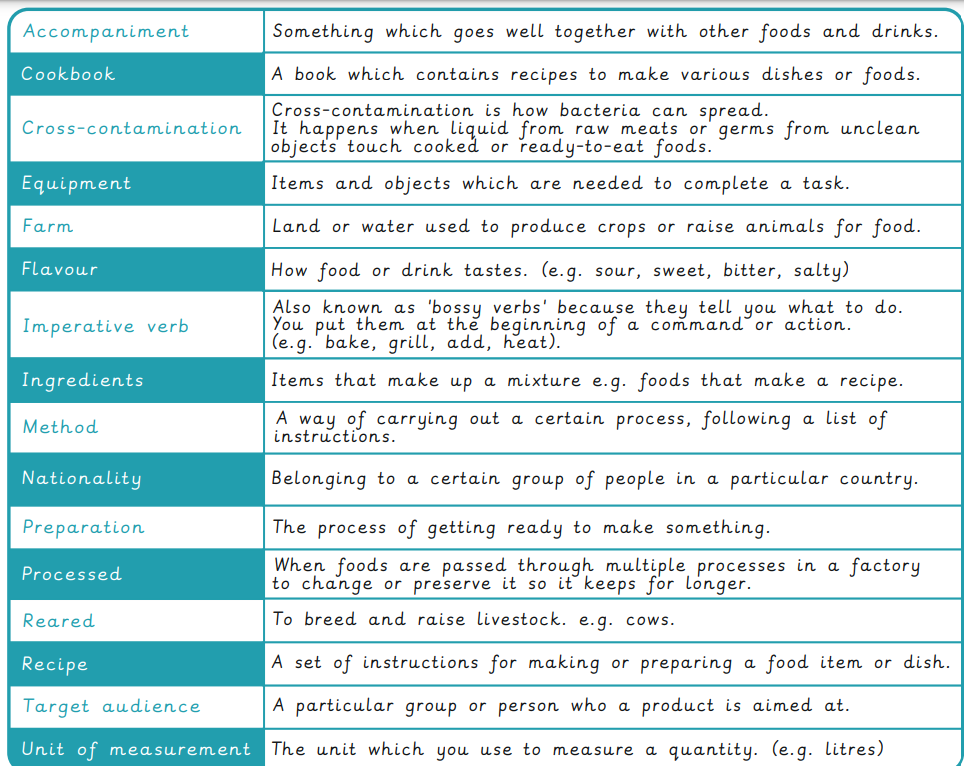 Accompaniment
Something which goes well together with other foods and drinks.
Cookbook
A book which contains recipes to make various dishes or foods.
Cross-contamination
Cross-contamination is how bacteria can spread.
It happens when liquid from raw meats or germs from unclean
objects touch cooked or ready-to-eat foods.
Equipment
Items and objects which are needed to complete a task.
Farm
Land or water used to produce crops or raise animals for food.
Flavour
How food or drink tastes. (e.g. sour, sweet, bitter, salty)
Imperative verb
Also known as 'bossy verbs' because they tell you what to do.
You put them at the beginning of a command or action.
(e.g. bake, grill, add, heat).
Ingredients
Items that make up a mixture e.g. foods that make a recipe.
Method
A way of carrying out a certain process, following a list of
instructions.
Nationality
Belonging to a certain group of people in a particular country.
Preparation
The process of getting ready to make something.
Processed
When foods are passed through multiple processes in a factory
to change or preserve it so it keeps for longer.
Reared
To breed and raise livestock. e.g. cows.
Recipe
A set of instructions for making or preparing a food item or dish.
Target audience
A particular group or person who a product is aimed at.
Unit of measurement
The unit which you use to measure a quantity. (e.g. litres)